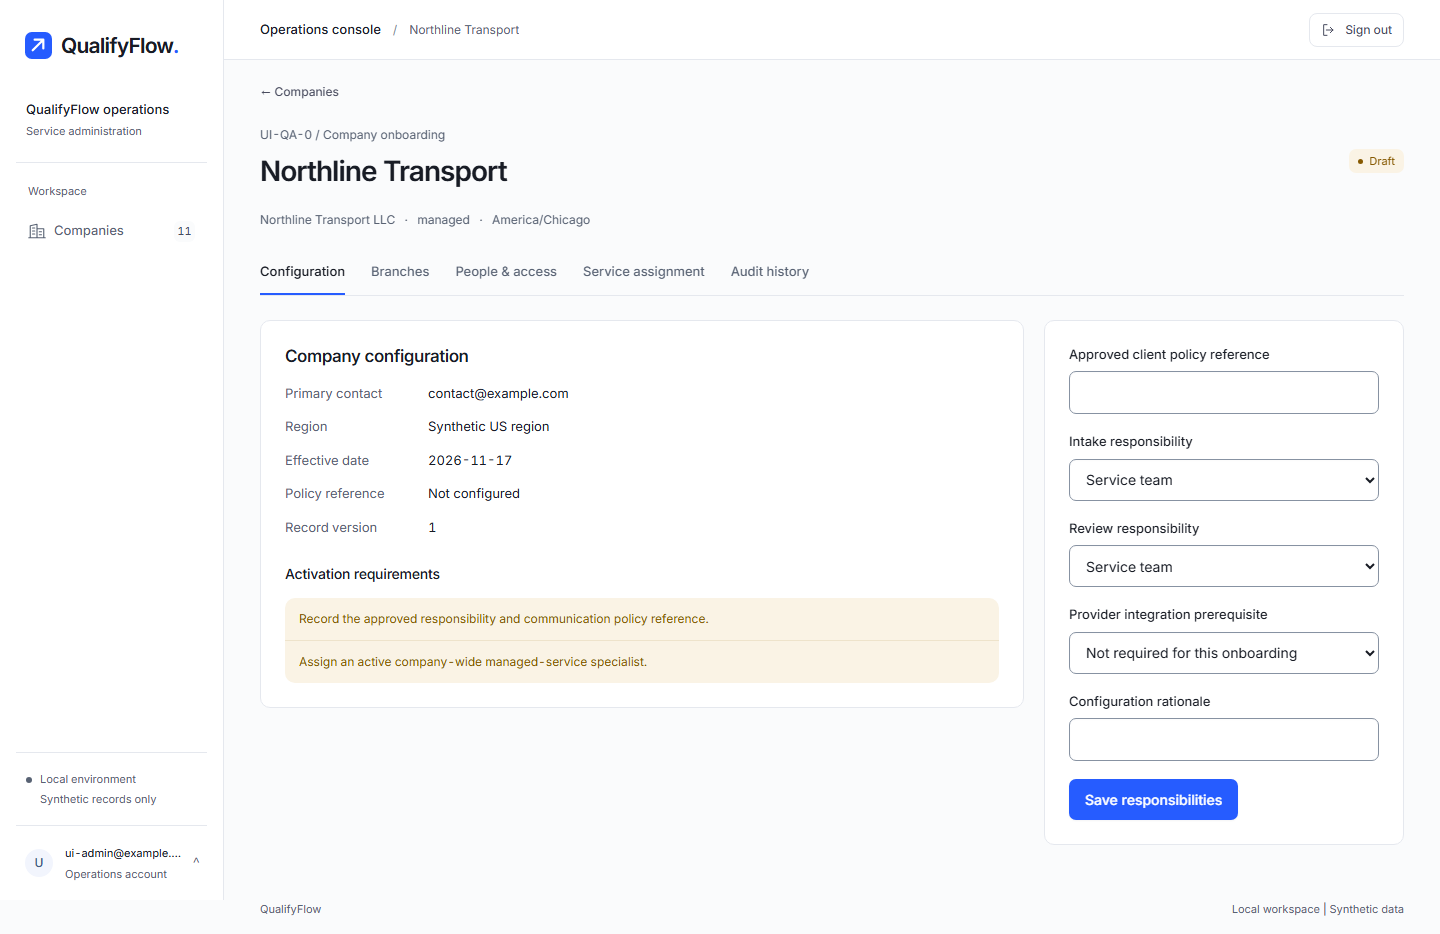 QualifyFlow.
QualifyFlow operations
Service administration
Workspace
Companies 11
Local environment
Synthetic records only
U
ui-admin@example....
Operations account
^
Operations console / Northline Transport
Sign out
← Companies
UI-QA-0 / Company onboarding
Northline Transport
Draft
Northline Transport LLC · managed · America/Chicago
Configuration Branches People & access Service assignment Audit history
Company configuration
Primary contact contact@example.com
Region Synthetic US region
Effective date 2026-11-17
Policy reference Not configured
Record version 1
Activation requirements
Record the approved responsibility and communication policy reference.
Assign an active company-wide managed-service specialist.
Approved client policy reference
Intake responsibility
Service team
Review responsibility
Service team
Provider integration prerequisite
Not required for this onboarding
Configuration rationale
Save responsibilities
QualifyFlow
Local workspace | Synthetic data